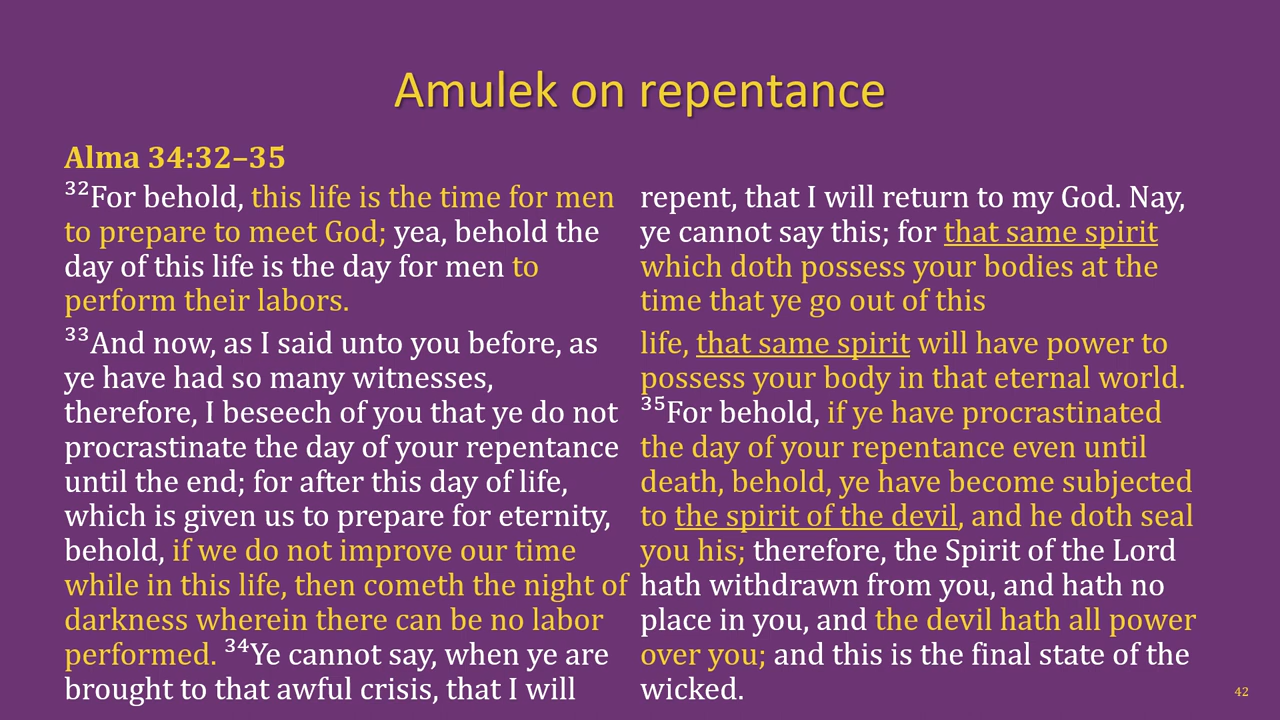 Amulek on repentance
Alma 34:32–35
³²For behold, this life is the time for men
to prepare to meet God; yea, behold the
day of this life is the day for men to
perform their labors.
³³And now, as I said unto you before, as
ye have had so many witnesses,
therefore, I beseech of you that ye do not
procrastinate the day of your repentance
until the end; for after this day of life,
which is given us to prepare for eternity,
behold, if we do not improve our time
while in this life, then cometh the night of
darkness wherein there can be no labor
performed. ³⁴Ye cannot say, when ye are
brought to that awful crisis, that I will
repent, that I will return to my God. Nay,
ye cannot say this; for that same spirit
which doth possess your bodies at the
time that ye go out of this
life, that same spirit will have power to
possess your body in that eternal world.
³⁵For behold, if ye have procrastinated
the day of your repentance even until
death, behold, ye have become subjected
to the spirit of the devil, and he doth seal
you his; therefore, the Spirit of the Lord
hath withdrawn from you, and hath no
place in you, and the devil hath all power
over you; and this is the final state of the
wicked.
42